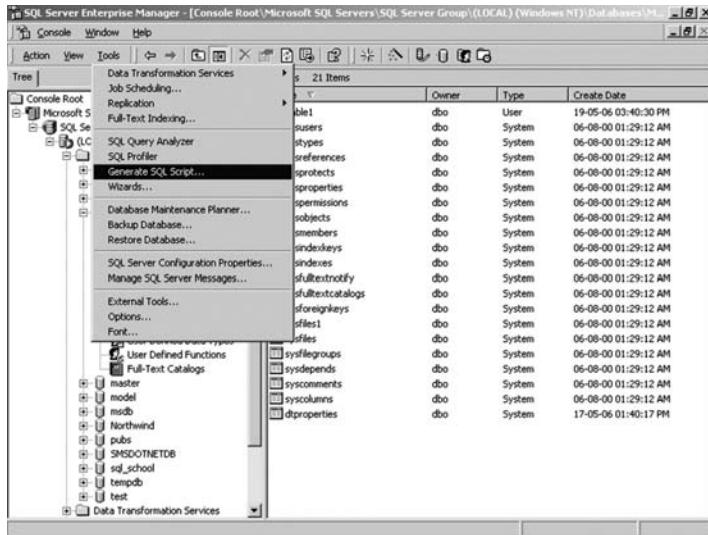 SQL Server Enterprise Manager - [Console Root\Microsoft SQL Servers\SQL Server Group\(LOCAL) (Windows NT)\Databases\M...
Console Window Help
Action View Tools
Tree
s 21 Items
Data Transformation Services
Job Scheduling...
Replication
Full-Text Indexing...
SQL Query Analyzer
SQL Profiler
Generate SQL Script...
Wizards...
Database Maintenance Planner...
Backup Database...
Restore Database...
SQL Server Configuration Properties...
Manage SQL Server Messages...
External Tools...
Options...
Font...
Console Root
Microsoft S
SQL Se
(LC
User Defined Functions
Full-Text Catalogs
master
model
msdb
Northwind
pubs
SMSDOTNETDB
sql_school
tempdb
test
Data Transformation Services
Owner Type Create Date
ble1 dbo User 19-05-06 03:40:30 PM
susers dbo System 06-08-00 01:29:12 AM
stypes dbo System 06-08-00 01:29:12 AM
sreferences dbo System 06-08-00 01:29:12 AM
sprotects dbo System 06-08-00 01:29:12 AM
sproperties dbo System 06-08-00 01:29:12 AM
spermissions dbo System 06-08-00 01:29:12 AM
sobjects dbo System 06-08-00 01:29:12 AM
smembers dbo System 06-08-00 01:29:12 AM
sindexkeys dbo System 06-08-00 01:29:12 AM
sindexes dbo System 06-08-00 01:29:12 AM
sfulltextnotify dbo System 06-08-00 01:29:12 AM
sfulltextcatalogs dbo System 06-08-00 01:29:12 AM
sforeignkeys dbo System 06-08-00 01:29:12 AM
sfiles1 dbo System 06-08-00 01:29:12 AM
sfiles dbo System 06-08-00 01:29:12 AM
sysfilegroups dbo System 06-08-00 01:29:12 AM
sysdepends dbo System 06-08-00 01:29:12 AM
syscomments dbo System 06-08-00 01:29:12 AM
syscolumns dbo System 06-08-00 01:29:12 AM
dtproperties dbo System 17-05-06 01:40:17 PM